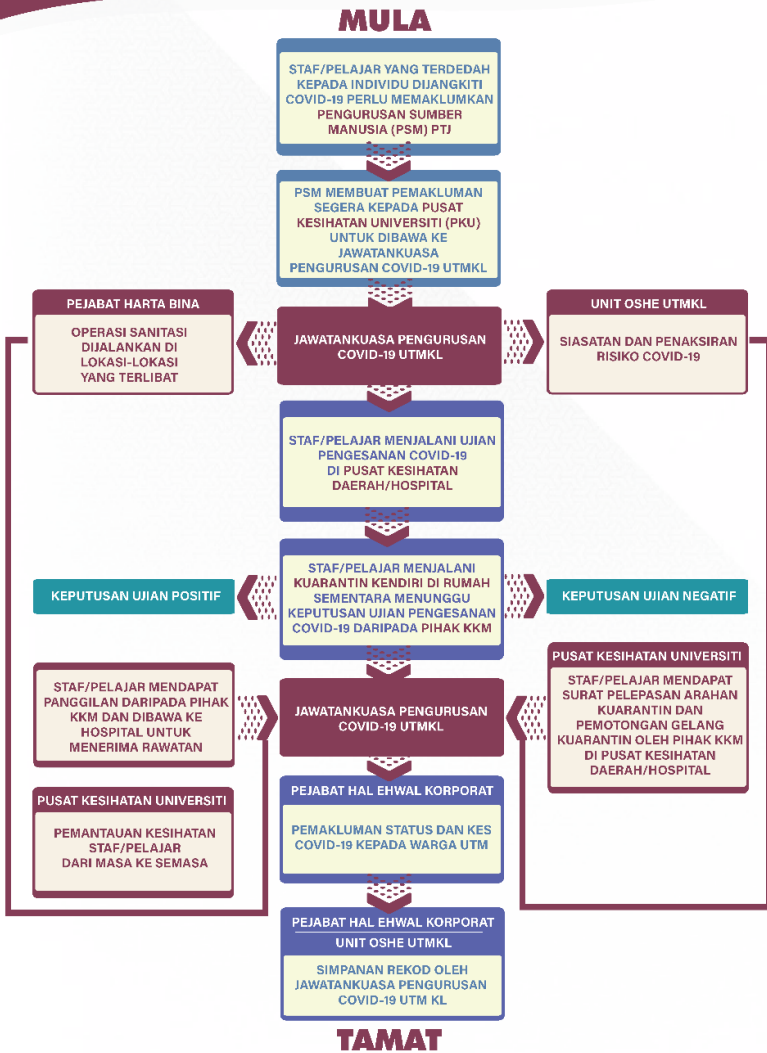 MULA
STAF/PELAJAR YANG TERDEDAH
KEPADA INDIVIDU DIJANGKITI
COVID-19 PERLU MEMAKLUMKAN
PENGURUSAN SUMBER
MANUSIA (PSM) PTJ
PSM MEMBUAT PEMAKLUMAN
SEGERA KEPADA PUSAT
KESIHATAN UNIVERSITI (PKU)
UNTUK DIBAWA KE
JAWATANKUASA
PENGURUSAN COVID-19 UTMKL
PEJABAT HARTA BINA
OPERASI SANITASI
DIJALANKAN DI
LOKASI-LOKASI
YANG TERLIBAT
JAWATANKUASA PENGURUSAN
COVID-19 UTMKL
UNIT OSHE UTMKL
SIASATAN DAN PENAKSIRAN
RISIKO COVID-19
STAF/PELAJAR MENJALANI UJIAN
PENGESANAN COVID-19
DI PUSAT KESIHATAN
DAERAH/HOSPITAL
STAF/PELAJAR MENJALANI
KUARANTIN KENDIRI DI RUMAH
SEMENTARA MENUNGGU
KEPUTUSAN UJIAN PENGESANAN
COVID-19 DARIPADA PIHAK KKM
KEPUTUSAN UJIAN POSITIF
KEPUTUSAN UJIAN NEGATIF
STAF/PELAJAR MENDAPAT
PANGGILAN DARIPADA PIHAK
KKM DAN DIBAWA KE
HOSPITAL UNTUK
MENERIMA RAWATAN
JAWATANKUASA PENGURUSAN
COVID-19 UTMKL
PUSAT KESIHATAN UNIVERSITI
STAF/PELAJAR MENDAPAT
SURAT PELEPASAN ARAHAN
KUARANTIN DAN
PEMOTONGAN GELANG
KUARANTIN OLEH PIHAK KKM
DI PUSAT KESIHATAN
DAERAH/HOSPITAL
PUSAT KESIHATAN UNIVERSITI
PEMANTAUAN KESIHATAN
STAF/PELAJAR
DARI MASA KE SEMASA
PEJABAT HAL EHWAL KORPORAT
PEMAKLUMAN STATUS DAN KES
COVID-19 KEPADA WARGA UTM
PEJABAT HAL EHWAL KORPORAT
UNIT OSHE UTMKL
SIMPANAN REKOD OLEH
JAWATANKUASA PENGURUSAN
COVID-19 UTM KL
TAMAT